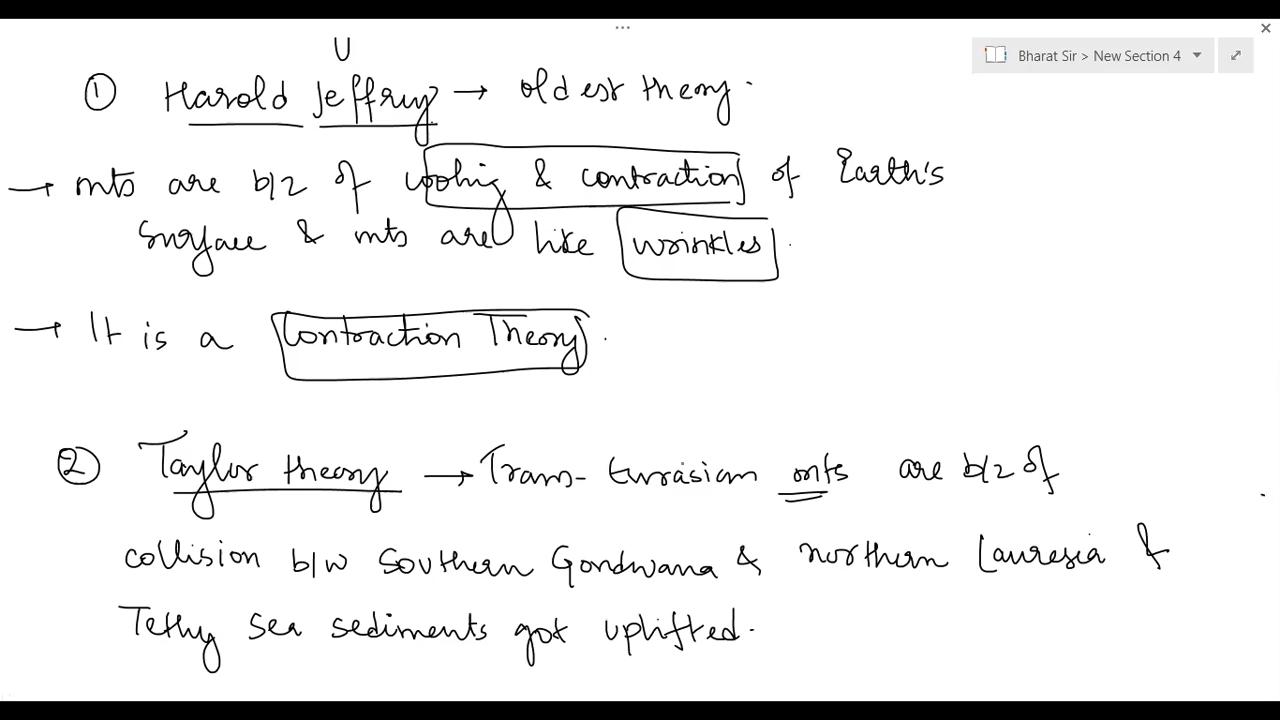 Bharat Sir > New Section 4
U
① Harold Jeffry → oldest theory.
→ mts are b/z of cooling & contraction of Earth's
surface & mts are like wrinkles.
→ It is a Contraction Theory.
② Taylor theory → Trans-Eurasian mts are b/z of
collision b/w Southern Gondwana & northern Lauresia &
Tethy sea sediments got uplifted.